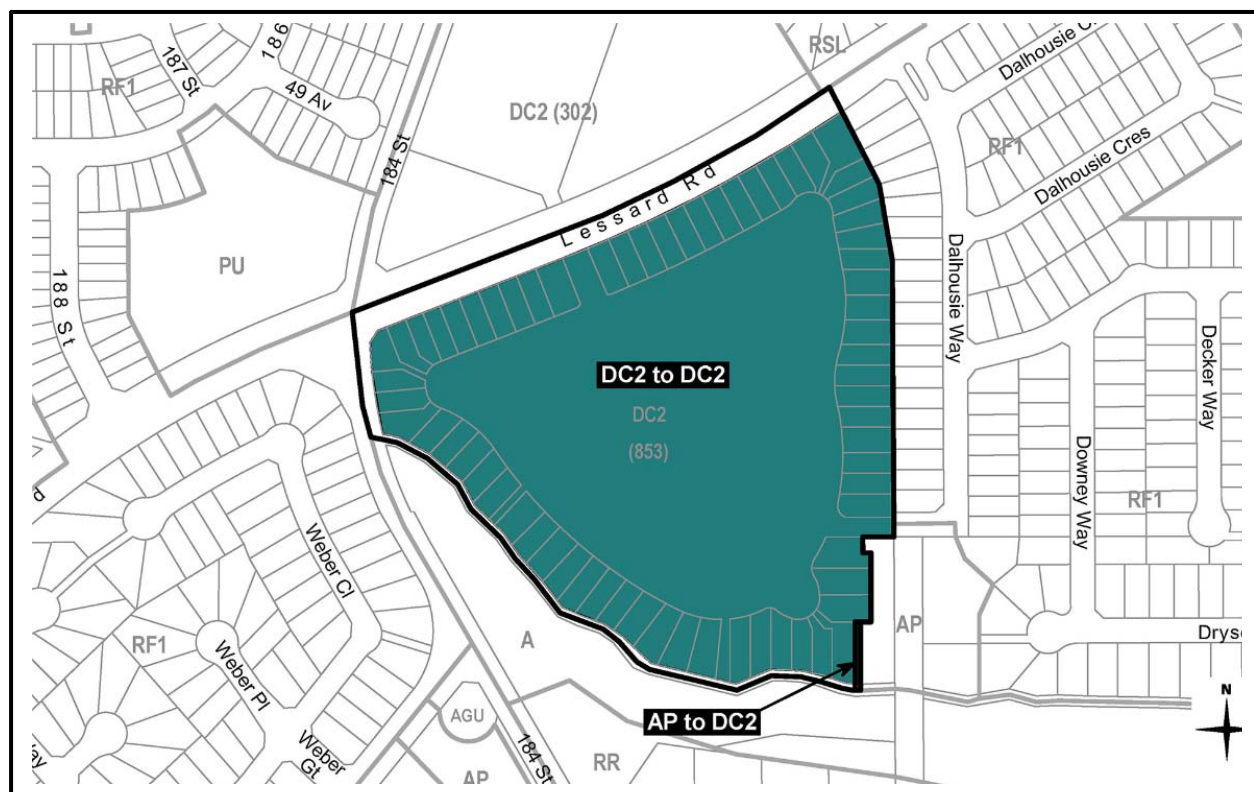 RSL
Dalhousie C
186
187 St
RF1
49 Av
DC2 (302)
RF1
Dalhousie Cres
184 St
Lessard Rd
PU
188 St
Dalhousie Way
Decker Way
DC2 to DC2
DC2
(853)
Downey Way
RF1
Weber Cl
A
AP
Drys
RF1
Weber Pl
AP to DC2
AGU
Weber
Gt
184 St
RR
AP
N